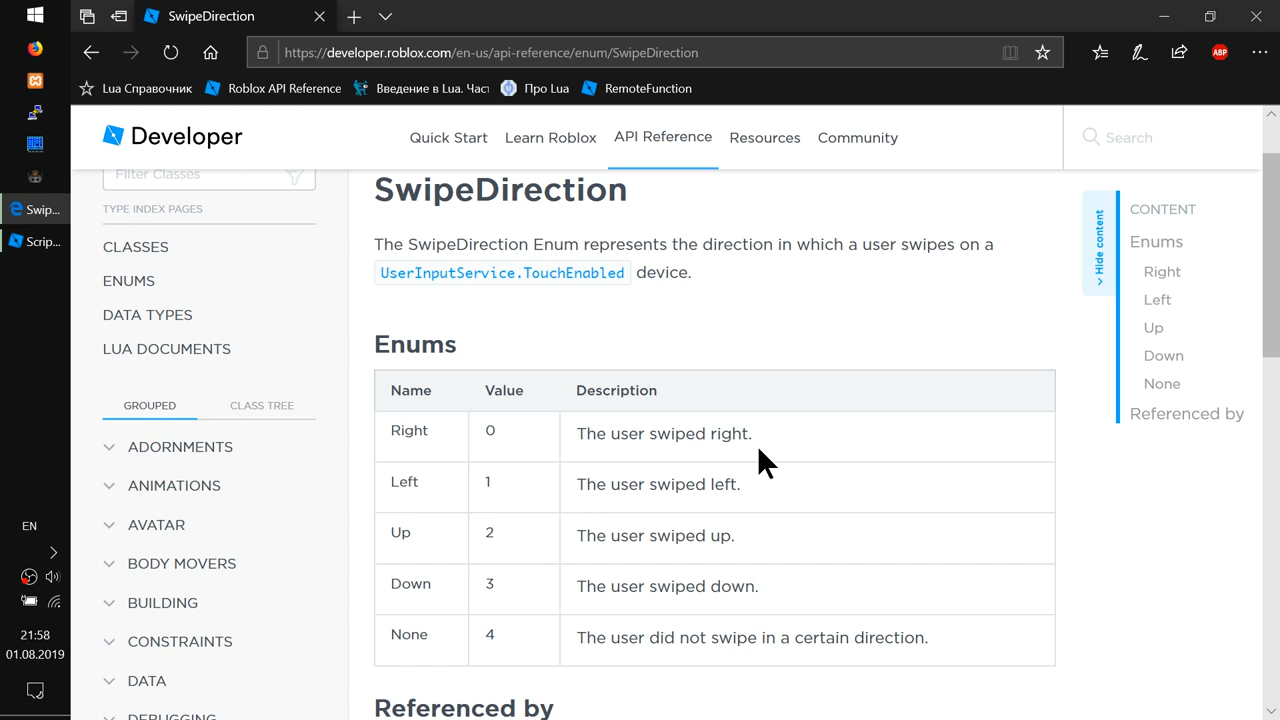 SwipeDirection
https://developer.roblox.com/en-us/api-reference/enum/SwipeDirection
ABP
Lua Справочник
Roblox API Reference
Введение в Lua. Част
Про Lua
RemoteFunction
Developer
Quick Start
Learn Roblox
API Reference
Resources
Community
Search
Filter Classes
TYPE INDEX PAGES
CLASSES
ENUMS
DATA TYPES
LUA DOCUMENTS
GROUPED
CLASS TREE
ADORNMENTS
ANIMATIONS
AVATAR
BODY MOVERS
BUILDING
CONSTRAINTS
DATA
DEBUGGING
SwipeDirection
The SwipeDirection Enum represents the direction in which a user swipes on a
UserInputService.TouchEnabled device.
Enums
Name Value Description
Right 0 The user swiped right.
Left 1 The user swiped left.
Up 2 The user swiped up.
Down 3 The user swiped down.
None 4 The user did not swipe in a certain direction.
Referenced by
Hide content
CONTENT
Enums
Right
Left
Up
Down
None
Referenced by
Swip...
Scrip...
EN
21:58
01.08.2019